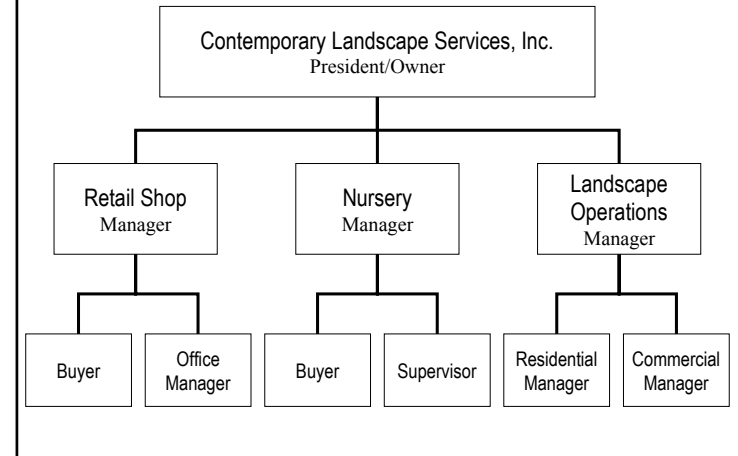 Contemporary Landscape Services, Inc.
President/Owner
Retail Shop
Manager
Nursery
Manager
Landscape
Operations
Manager
Buyer
Office
Manager
Buyer
Supervisor
Residential
Manager
Commercial
Manager